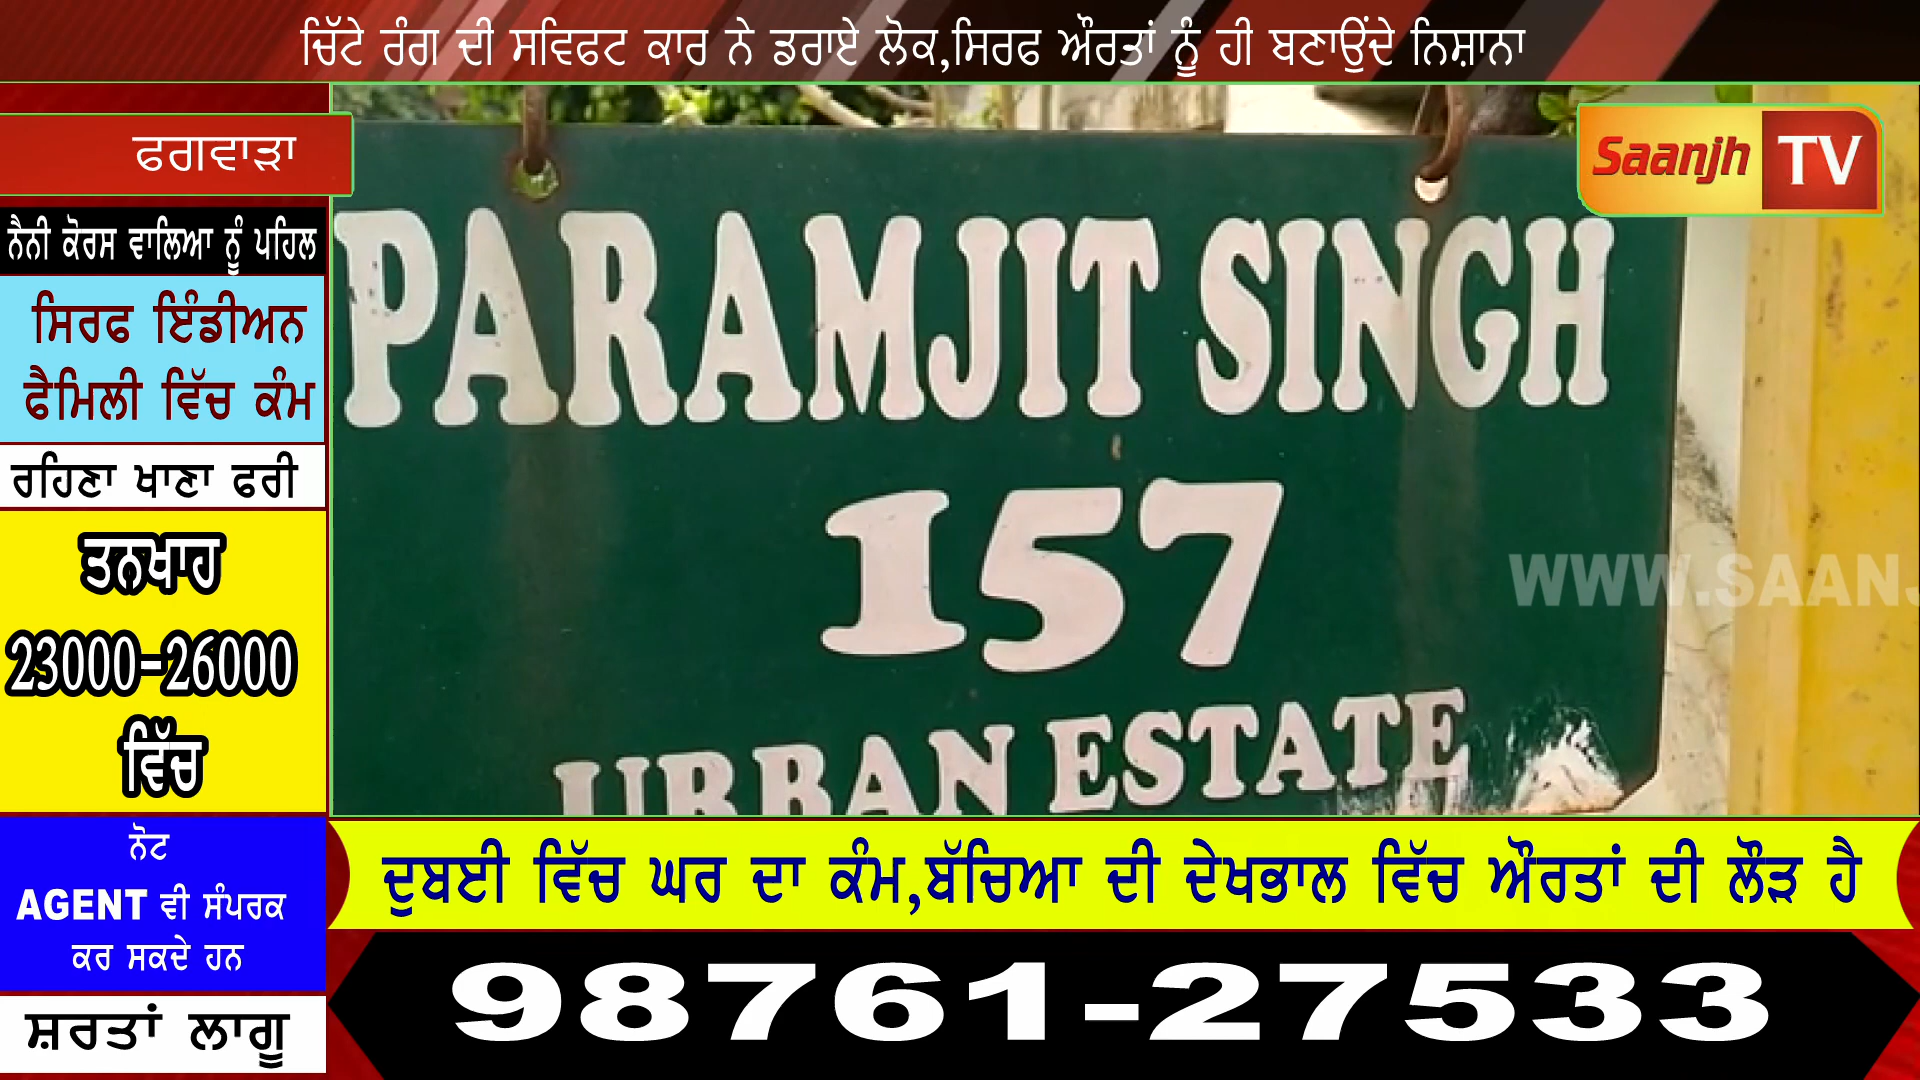 ਚਿੱਟੇ ਰੰਗ ਦੀ ਸਵਿਫਟ ਕਾਰ ਨੇ ਡਰਾਏ ਲੋਕ,ਸਿਰਫ ਔਰਤਾਂ ਨੂੰ ਹੀ ਬਣਾਉਂਦੇ ਨਿਸ਼ਾਨਾ
ਫਗਵਾੜਾ
Saanjh TV
ਨੈਨੀ ਕੋਰਸ ਵਾਲਿਆ ਨੂੰ ਪਹਿਲ
ਸਿਰਫ ਇੰਡੀਅਨ
ਫੈਮਿਲੀ ਵਿੱਚ ਕੰਮ
ਰਹਿਣਾ ਖਾਣਾ ਫਰੀ
ਤਨਖਾਹ
23000=26000
ਵਿੱਚ
ਨੋਟ
AGENT ਵੀ ਸੰਪਰਕ
ਕਰ ਸਕਦੇ ਹਨ
ਸ਼ਰਤਾਂ ਲਾਗੂ
PARAMJIT SINGH
157
URBAN ESTATE
WWW.SAANJ
ਦੁਬਈ ਵਿੱਚ ਘਰ ਦਾ ਕੰਮ,ਬੱਚਿਆ ਦੀ ਦੇਖਭਾਲ ਵਿੱਚ ਔਰਤਾਂ ਦੀ ਲੌੜ ਹੈ
98761-27533